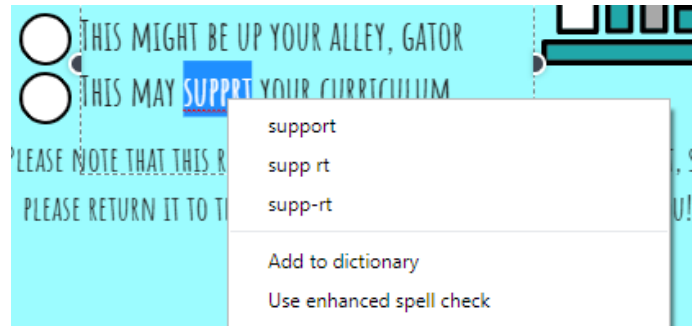 THIS MIGHT BE UP YOUR ALLEY, GATOR
THIS MAY SUPPRT YOUR CURRICULUM
support
PLEASE NOTE THAT THIS
supp rt
supp-rt
PLEASE RETURN IT TO
Add to dictionary
Use enhanced spell check